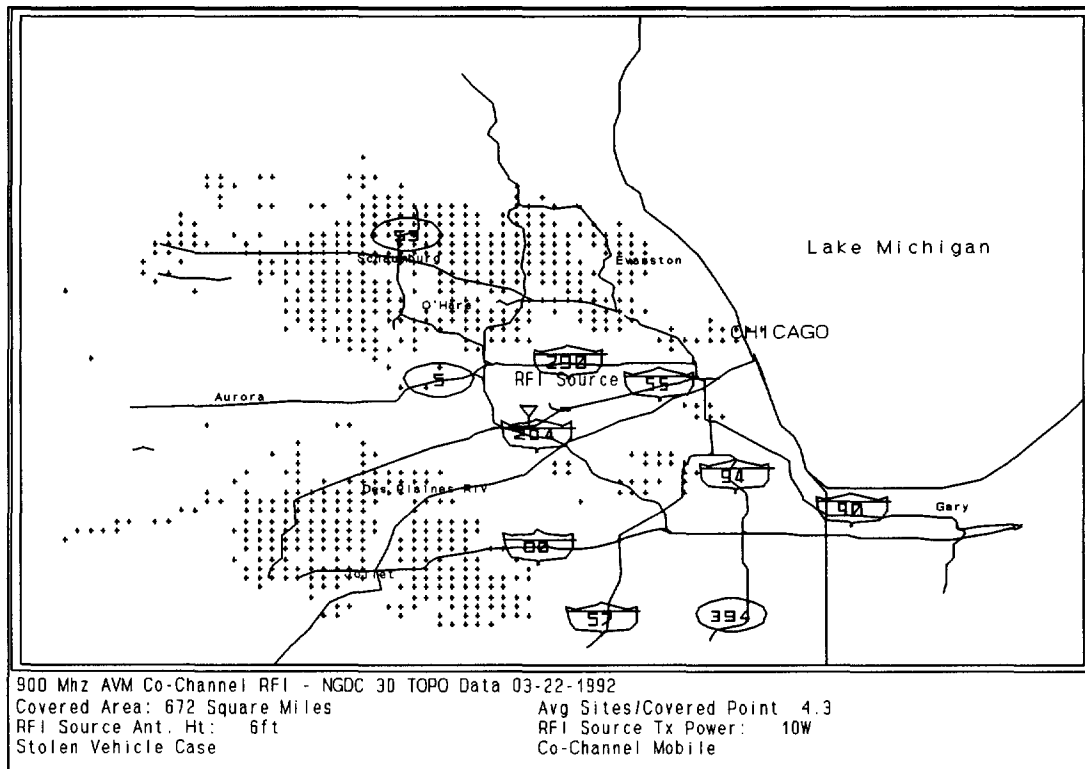 53
Schaumburg
Evanston
Lake Michigan
O'Hare
CHICAGO
290
5
RFI Source
55
Aurora
294
94
Des Plaines Riv
90
Gary
80
Joliet
57
394
900 Mhz AVM Co-Channel RFI - NGDC 3D TOPO Data 03-22-1992
Covered Area: 672 Square Miles
Avg Sites/Covered Point 4.3
RFI Source Ant. Ht: 6ft
RFI Source Tx Power: 10W
Stolen Vehicle Case
Co-Channel Mobile